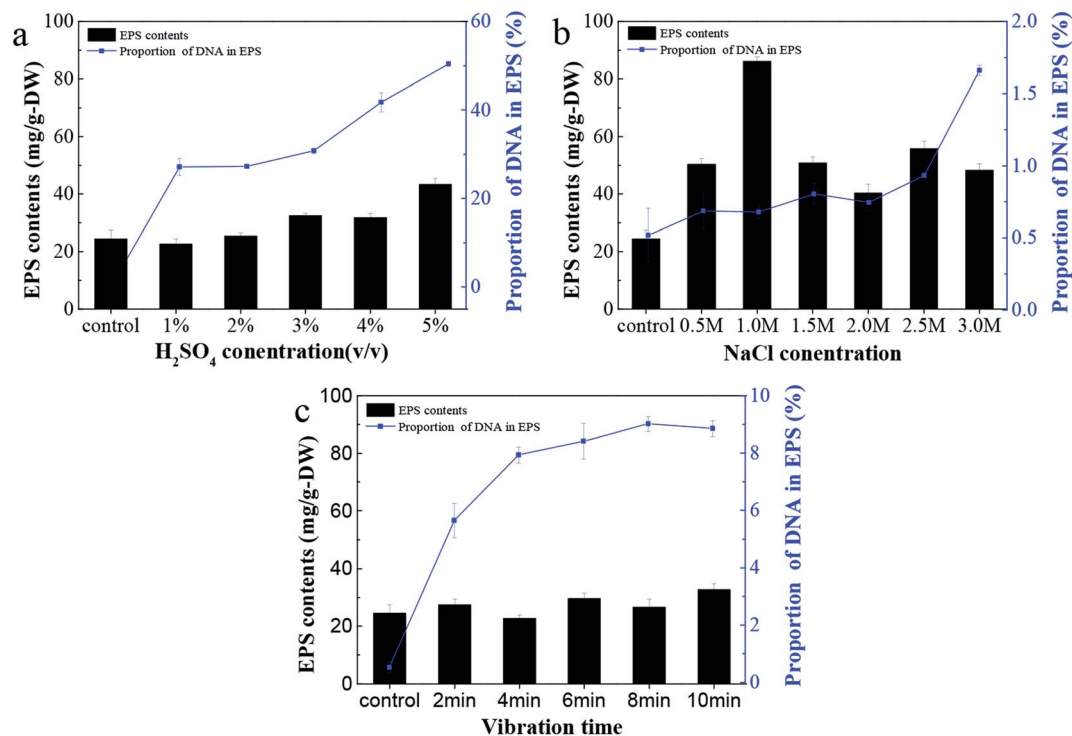 a
EPS contents
Proportion of DNA in EPS
EPS contents (mg/g-DW)
100
80
60
40
20
0
Proportion of DNA in EPS (%)
60
40
20
0
control 1% 2% 3% 4% 5%
H₂SO₄ conentration(v/v)
b
EPS contents
Proportion of DNA in EPS
EPS contents (mg/g-DW)
100
80
60
40
20
0
Proportion of DNA in EPS (%)
2.0
1.5
1.0
0.5
0.0
control 0.5M 1.0M 1.5M 2.0M 2.5M 3.0M
NaCl conentration
c
EPS contents
Proportion of DNA in EPS
EPS contents (mg/g-DW)
100
80
60
40
20
0
Proportion of DNA in EPS (%)
10
8
6
4
2
0
control 2min 4min 6min 8min 10min
Vibration time